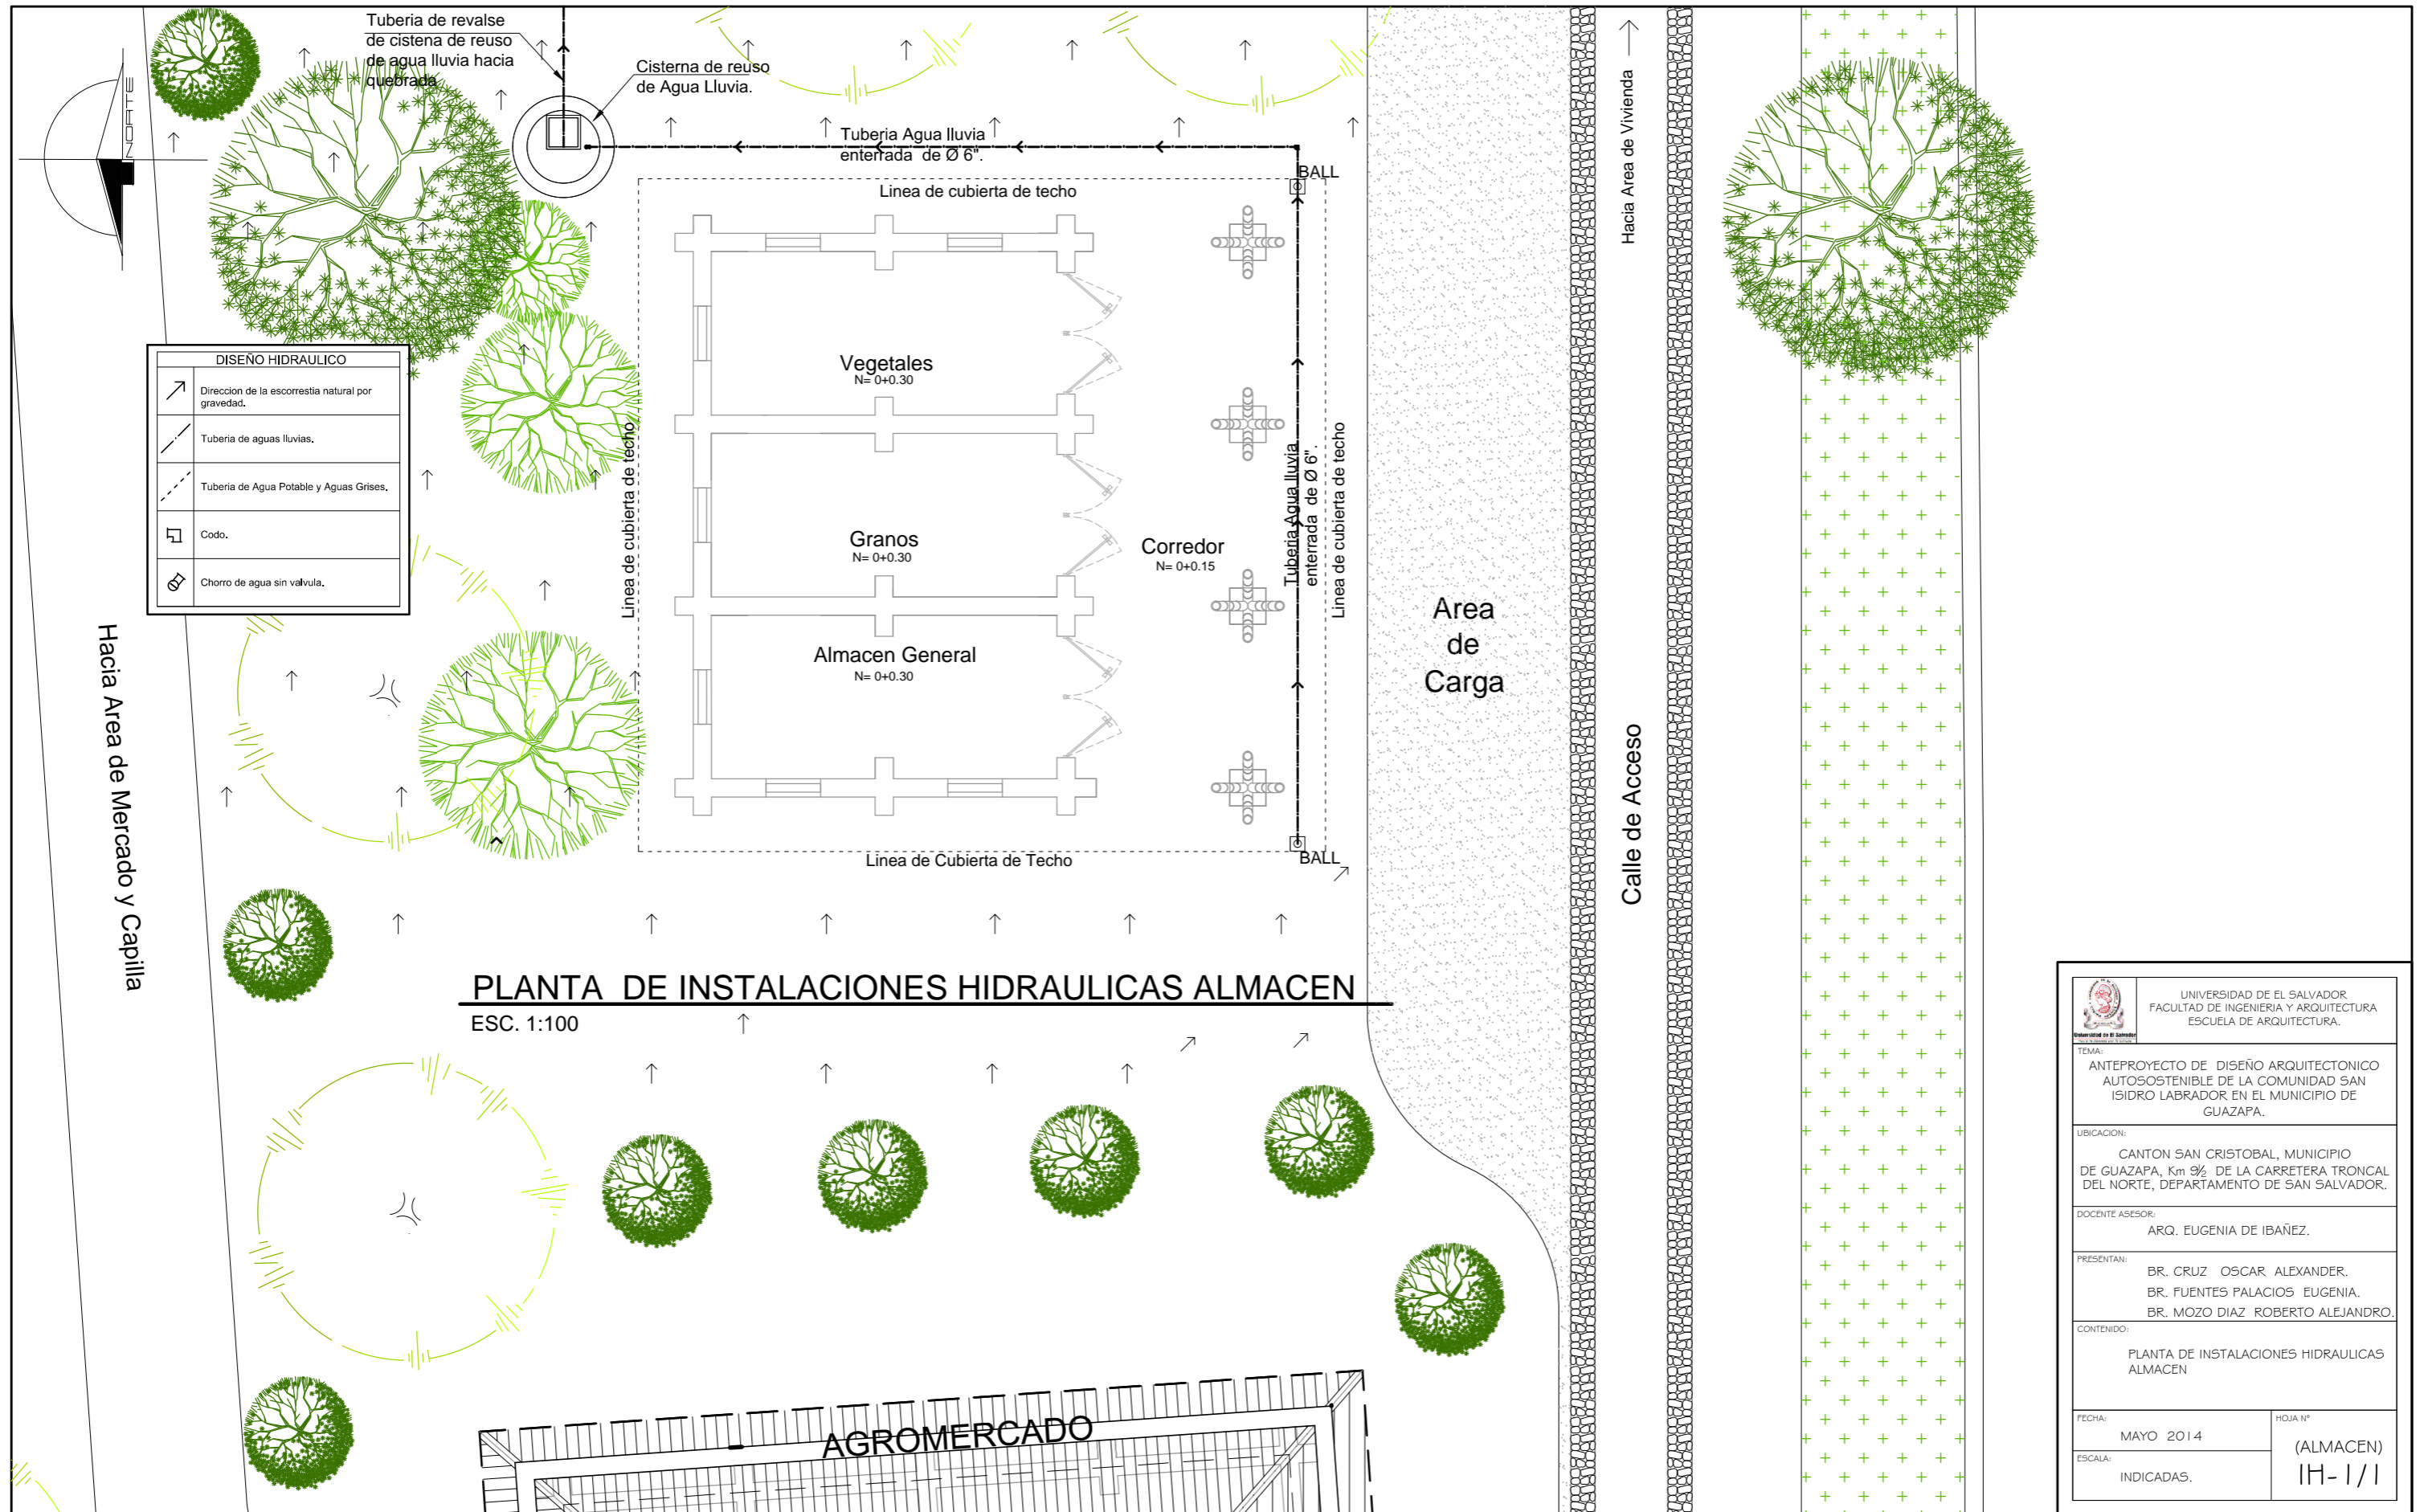 Tuberia de revalse
de cistena de reuso
de agua lluvia hacia
quebrada
Cisterna de reuso
de Agua Lluvia.
NORTE
Tuberia Agua lluvia
enterrada de Ø 6".
BALL
Linea de cubierta de techo
Hacia Area de Vivienda
DISEÑO HIDRAULICO
Direccion de la escorrestia natural por
gravedad.
Tuberia de aguas lluvias.
Tuberia de Agua Potable y Aguas Grises.
Codo.
Chorro de agua sin valvula.
Linea de cubierta de techo
Vegetales
N= 0+0.30
Granos
N= 0+0.30
Almacen General
N= 0+0.30
Corredor
N= 0+0.15
Tuberia Agua lluvia
enterrada de Ø 6".
Linea de cubierta de techo
Area
de
Carga
Calle de Acceso
Hacia Area de Mercado y Capilla
Linea de Cubierta de Techo
BALL
PLANTA DE INSTALACIONES HIDRAULICAS ALMACEN
ESC. 1:100
AGROMERCADO
Universidad de El Salvador
UNIVERSIDAD DE EL SALVADOR
FACULTAD DE INGENIERIA Y ARQUITECTURA
ESCUELA DE ARQUITECTURA.
TEMA:
ANTEPROYECTO DE DISEÑO ARQUITECTONICO
AUTOSOSTENIBLE DE LA COMUNIDAD SAN
ISIDRO LABRADOR EN EL MUNICIPIO DE
GUAZAPA.
UBICACION:
CANTON SAN CRISTOBAL, MUNICIPIO
DE GUAZAPA, Km 9½ DE LA CARRETERA TRONCAL
DEL NORTE, DEPARTAMENTO DE SAN SALVADOR.
DOCENTE ASESOR:
ARQ. EUGENIA DE IBAÑEZ.
PRESENTAN:
BR. CRUZ OSCAR ALEXANDER.
BR. FUENTES PALACIOS EUGENIA.
BR. MOZO DIAZ ROBERTO ALEJANDRO.
CONTENIDO:
PLANTA DE INSTALACIONES HIDRAULICAS
ALMACEN
FECHA:
MAYO 2014
ESCALA:
INDICADAS.
HOJA Nº
(ALMACEN)
IH-1/1